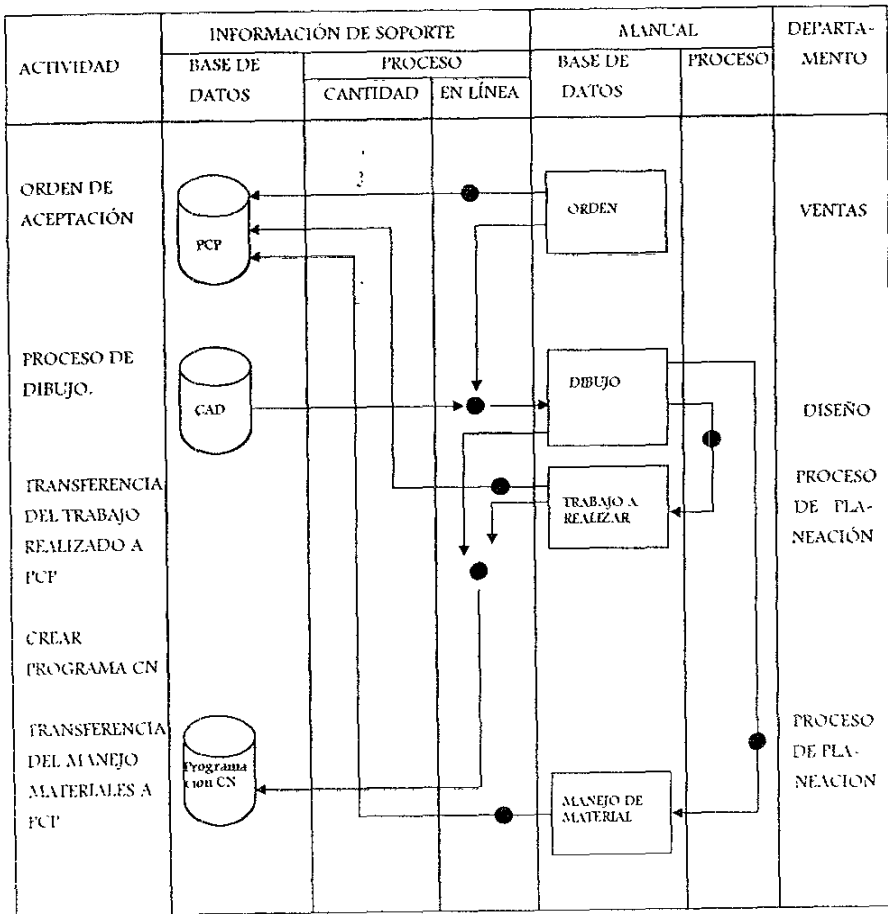 INFORMACIÓN DE SOPORTE
MANUAL
DEPARTA-
MENTO
ACTIVIDAD
BASE DE
DATOS
PROCESO
CANTIDAD
EN LÍNEA
BASE DE
DATOS
PROCESO
ORDEN DE
ACEPTACIÓN
PCP
ORDEN
VENTAS
PROCESO DE
DIBUJO.
CAD
DIBUJO
DISEÑO
TRANSFERENCIA
DEL TRABAJO
REALIZADO A
PCP
TRABAJO A
REALIZAR
PROCESO
DE PLA-
NEACIÓN
CREAR
PROGRAMA CN
TRANSFERENCIA
DEL MANEJO
MATERIALES A
PCP
Programa
cion CN
MANEJO DE
MATERIAL
PROCESO
DE PLA-
NEACION